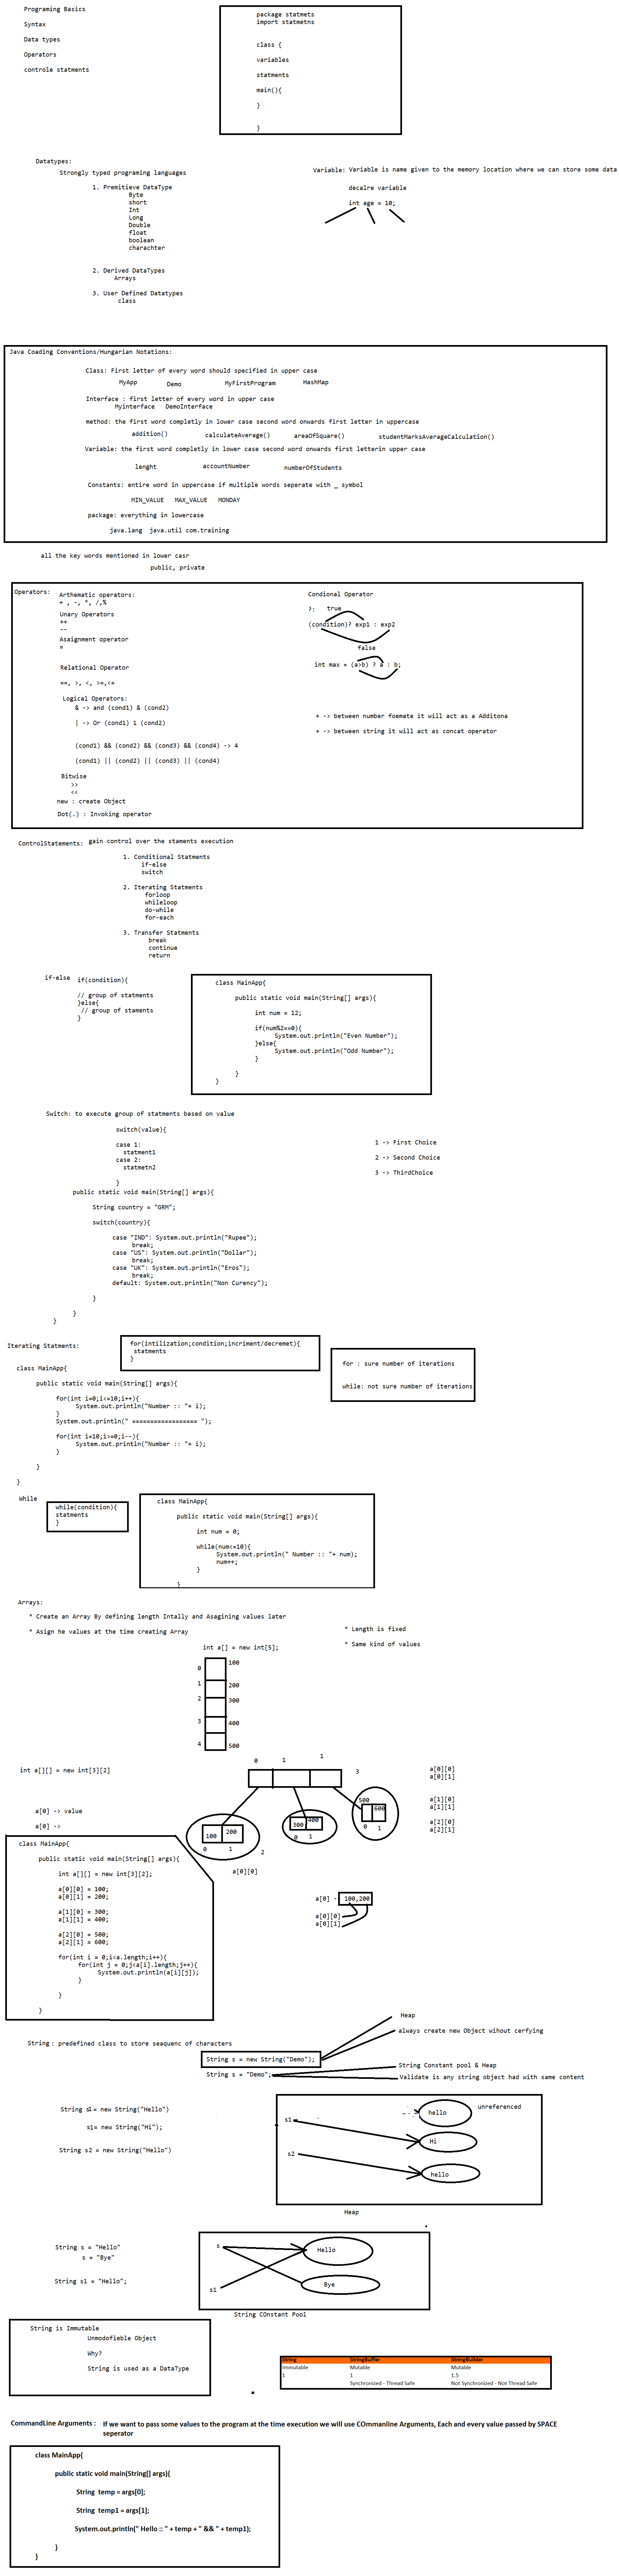 Programing Basics
Syntax
Data types
Operators
controle statments
package statmets
import statmetns
class {
variables
statments
main(){
}
}
Datatypes:
Strongly typed programing languages
1. Premitieve DataType
Byte
short
Int
Long
Double
float
boolean
charachter
2. Derived DataTypes
Arrays
3. User Defined Datatypes
class
Variable: Variable is name given to the memory location where we can store some data
decalre variable
int age = 10;
Java Coading Conventions/Hungarian Notations:
Class: First letter of every word should specified in upper case
MyApp Demo MyFirstProgram HashMap
Interface : first letter of every word in upper case
Myinterface DemoInterface
method: the first word completly in lower case second word onwards first letter in uppercase
addition() calculateAverage() areaOfSquare() studentMarksAverageCalculation()
Variable: the first word completly in lower case second word onwards first letterin upper case
lenght accountNumber numberOfStudents
Constants: entire word in uppercase if multiple words seperate with _ symbol
MIN_VALUE MAX_VALUE MONDAY
package: everything in lowercase
java.lang java.util com.training
all the key words mentioned in lower casr
public, private
Operators:
Arthematic operators:
+ , -, *, /,%
Unary Operators
++
--
Asaignment operator
=
Relational Operator
==, >, <, >=,<=
Logical Operators:
& -> and (cond1) & (cond2)
| -> Or (cond1) 1 (cond2)
(cond1) && (cond2) && (cond3) && (cond4) -> 4
(cond1) || (cond2) || (cond3) || (cond4)
Bitwise
>>
<<
new : create Object
Dot(.) : Invoking operator
Condional Operator
?: true
(condition)? exp1 : exp2
false
int max = (a>b) ? a : b;
+ -> between number foemate it will act as a Additona
+ -> between string it will act as concat operator
ControlStatements: gain control over the staments execution
1. Conditional Statments
if-else
switch
2. Iterating Statments
forloop
whileloop
do-while
for-each
3. Transfer Statments
break
continue
return
if-else
if(condition){
// group of statments
}else{
// group of staments
}
class MainApp{
public static void main(String[] args){
int num = 12;
if(num%2==0){
System.out.println("Even Number");
}else{
System.out.println("Odd Number");
}
}
}
Switch: to execute group of statments based on value
switch(value){
case 1:
statment1
case 2:
statmetn2
}
1 -> First Choice
2 -> Second Choice
3 -> ThirdChoice
public static void main(String[] args){
String country = "GRM";
switch(country){
case "IND": System.out.println("Rupee");
break;
case "US": System.out.println("Dollar");
break;
case "UK": System.out.println("Eros");
break;
default: System.out.println("Non Curency");
}
}
}
Iterating Statments:
for(intilization;condition;incriment/decremet){
statments
}
for : sure number of iterations
while: not sure number of iterations
class MainApp{
public static void main(String[] args){
for(int i=0;i<=10;i++){
System.out.println("Number :: "+ i);
}
System.out.println(" ================== ");
for(int i=10;i>=0;i--){
System.out.println("Number :: "+ i);
}
}
}
While
while(condition){
statments
}
class MainApp{
public static void main(String[] args){
int num = 0;
while(num<=10){
System.out.println(" Number :: "+ num);
num++;
}
}
Arrays:
* Create an Array By defining length Intally and Asagining values later
* Asign he values at the time creating Array
* Length is fixed
* Same kind of values
int a[] = new int[5];
0 100
1 200
2 300
3 400
4 500
int a[][] = new int[3][2]
0 1 1
3
a[0][0]
a[0][1]
a[1][0]
a[1][1]
a[2][0]
a[2][1]
a[0] -> value
a[0] ->
100 200
0 1
2
300 400
0 1
500 600
0 1
a[0][0]
class MainApp{
public static void main(String[] args){
int a[][] = new int[3][2];
a[0][0] = 100;
a[0][1] = 200;
a[1][0] = 300;
a[1][1] = 400;
a[2][0] = 500;
a[2][1] = 600;
for(int i = 0;i<a.length;i++){
for(int j = 0;j<a[i].length;j++){
System.out.println(a[i][j]);
}
}
}
a[0] - 100,200
a[0][0]
a[0][1]
String : predefined class to store seaquenc of characters
String s = new String("Demo");
String s = "Demo";
Heap
always create new Object wihout cerfying
String Constant pool & Heap
Validate is any string object had with same content
String s1= new String("Hello")
s1= new String("Hi");
String s2 = new String("Hello")
s1
s2
hello
unreferenced
Hi
hello
Heap
String s = "Hello"
s = "Bye"
String s1 = "Hello";
s
s1
Hello
Bye
String COnstant Pool
String is Immutable
Unmodofieble Object
Why?
String is used as a DataType
String StringBuffer StringBuilder
Immutable Mutable Mutable
1 1 1.5
Synchronized - Thread Safe Not Synchronized - Not Thread Safe
CommandLine Arguments : If we want to pass some values to the program at the time execution we will use COmmanline Arguments, Each and every value passed by SPACE
seperator
class MainApp{
public static void main(String[] args){
String temp = args[0];
String temp1 = args[1];
System.out.println(" Hello :: " + temp + " && " + temp1);
}
}